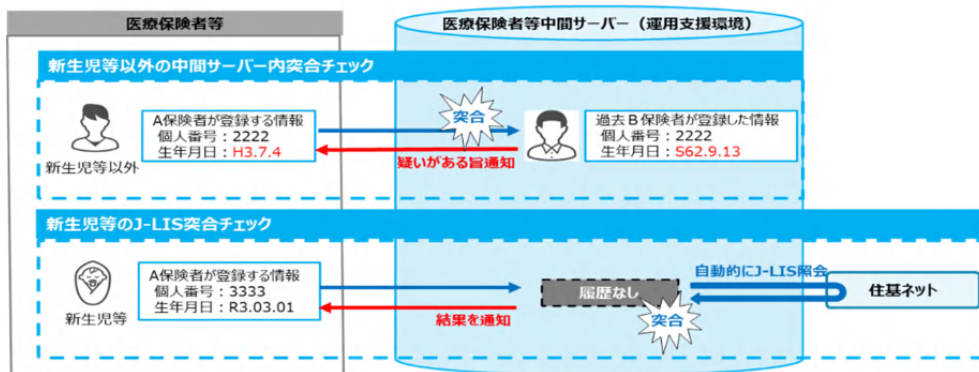 医療保険者等
医療保険者等中間サーバー（運用支援環境）
新生児等以外の中間サーバー内突合チェック
新生児等以外
A保険者が登録する情報
個人番号：2222
生年月日：H3.7.4
突合
疑いがある旨通知
過去B保険者が登録した情報
個人番号：2222
生年月日：S62.9.13
新生児等のJ-LIS突合チェック
新生児等
A保険者が登録する情報
個人番号：3333
生年月日：R3.03.01
結果を通知
履歴なし
突合
自動的にJ-LIS照会
住基ネット